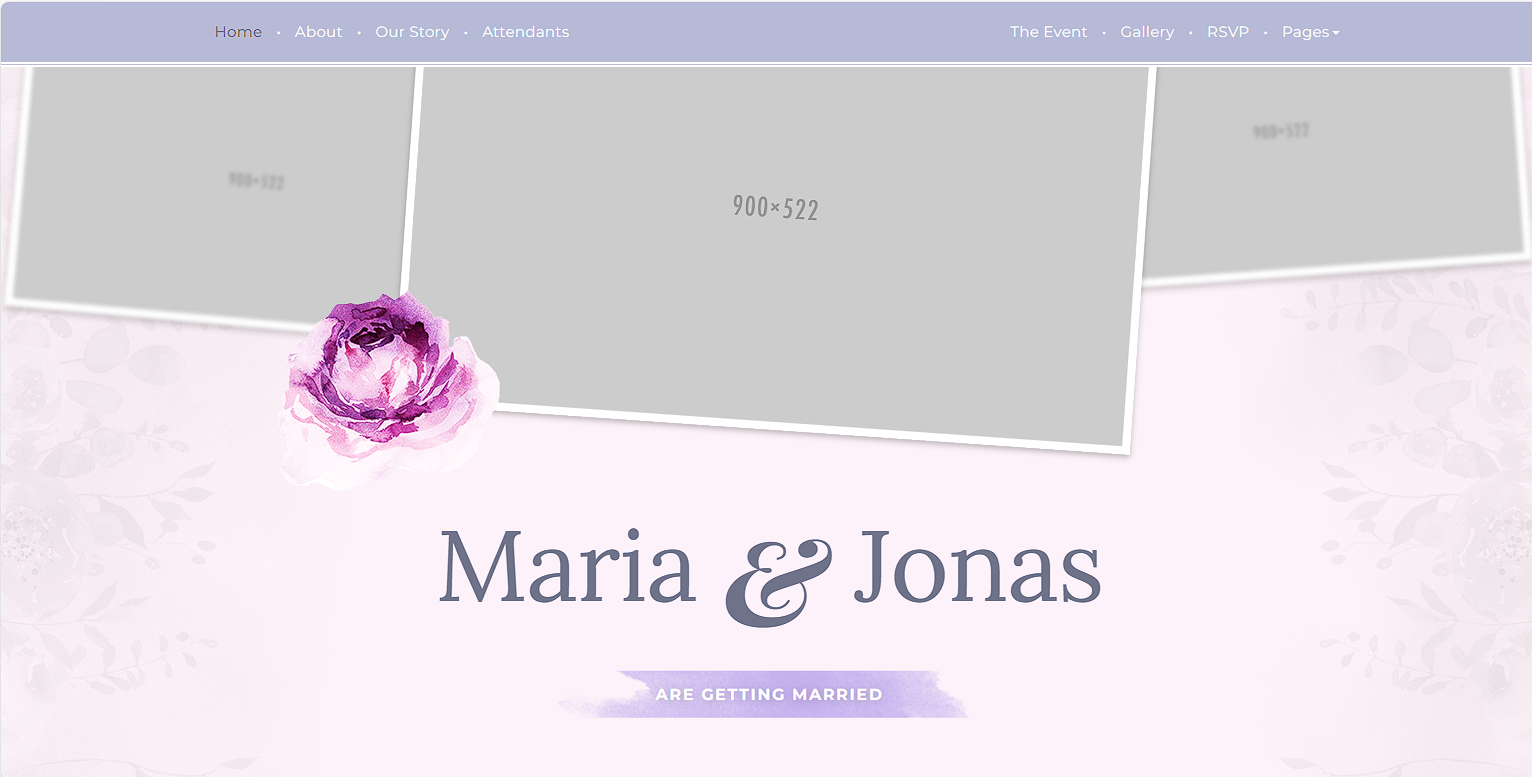 Home • About • Our Story • Attendants The Event • Gallery • RSVP • Pages
900×522
900×522
900×522
Maria & Jonas
ARE GETTING MARRIED